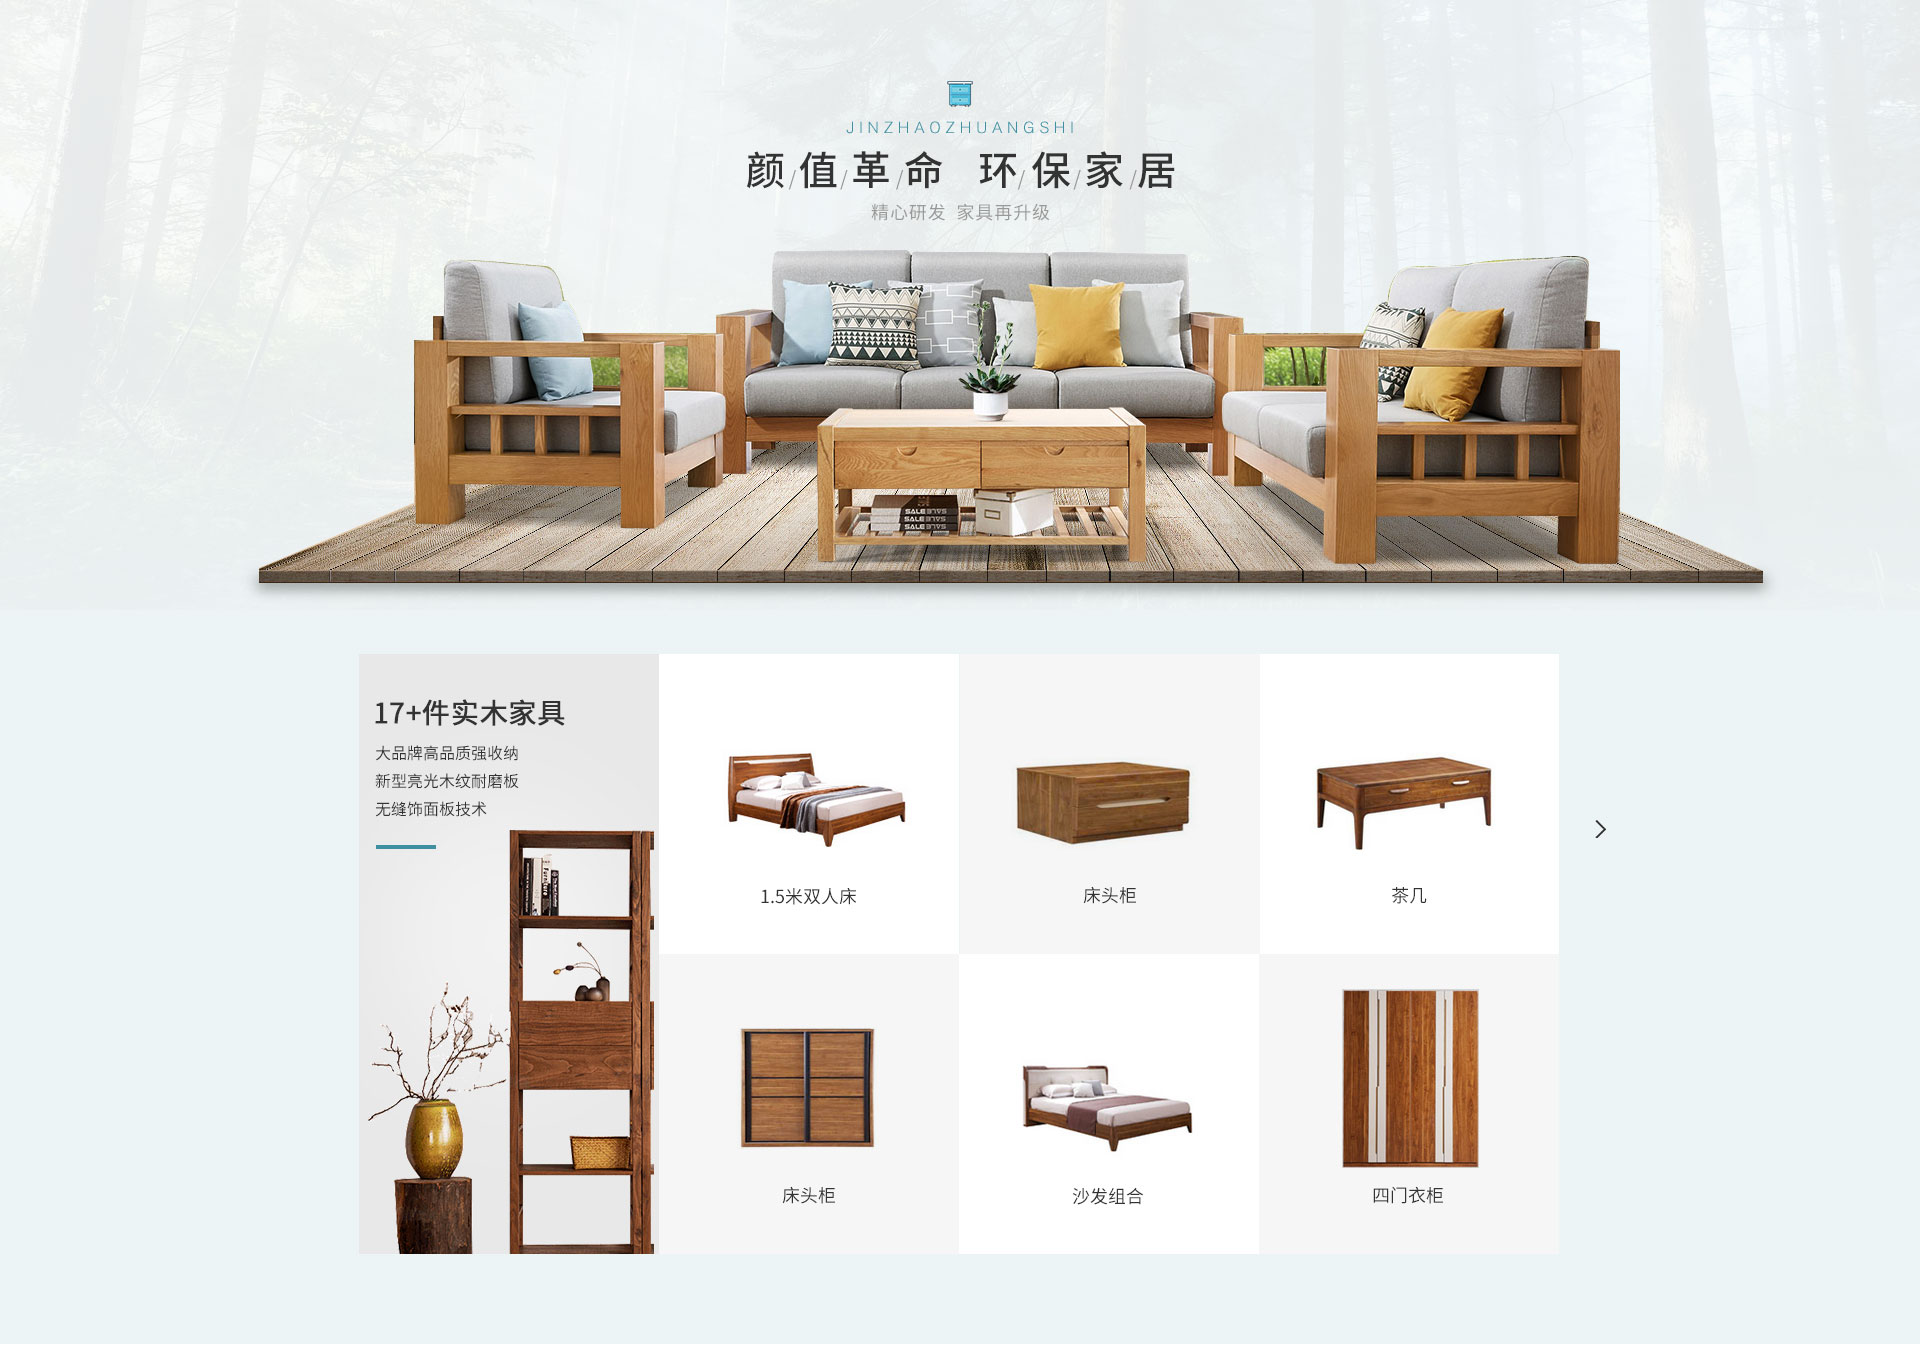 JINZHAOZHUANGSHI
颜/值/革/命 环/保/家/居
精心研发 家具再升级
SALE
SALE
SALE
17+件实木家具
大品牌高品质强收纳
新型亮光木纹耐磨板
无缝饰面板技术
1.5米双人床
床头柜
茶几
床头柜
沙发组合
四门衣柜